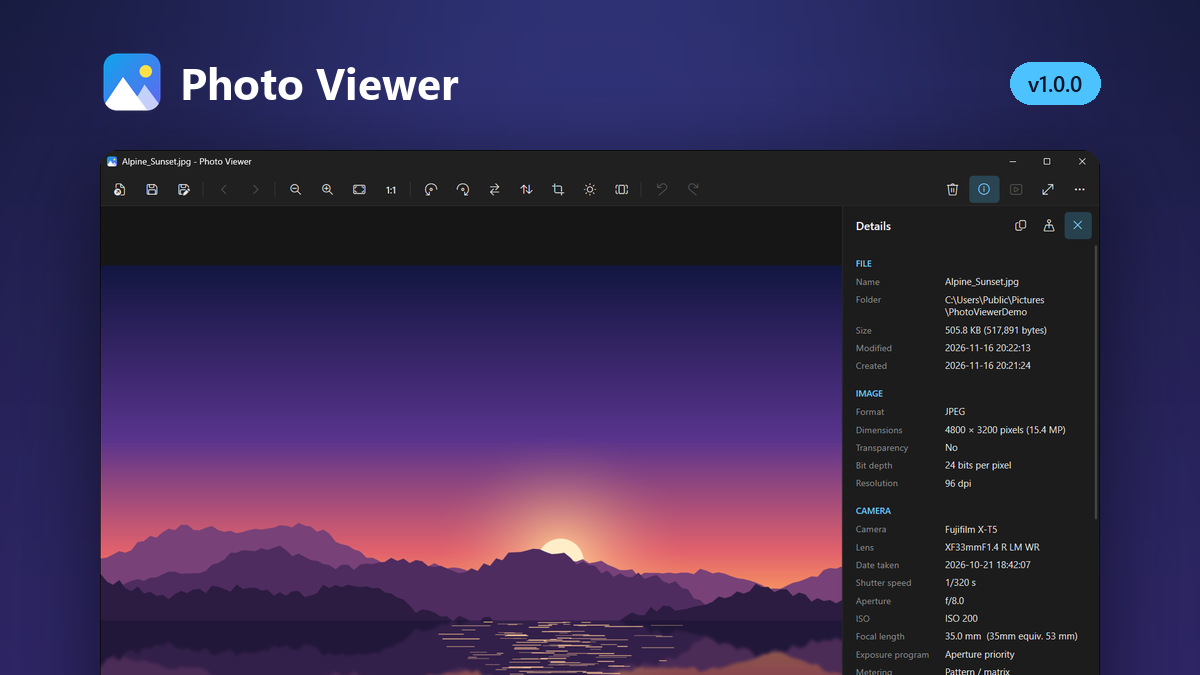 Photo Viewer
v1.0.0
Alpine_Sunset.jpg - Photo Viewer
1:1
Details
FILE
Name Alpine_Sunset.jpg
Folder C:\Users\Public\Pictures
\PhotoViewerDemo
Size 505.8 KB (517,891 bytes)
Modified 2026-11-16 20:22:13
Created 2026-11-16 20:21:24
IMAGE
Format JPEG
Dimensions 4800 × 3200 pixels (15.4 MP)
Transparency No
Bit depth 24 bits per pixel
Resolution 96 dpi
CAMERA
Camera Fujifilm X-T5
Lens XF33mmF1.4 R LM WR
Date taken 2026-10-21 18:42:07
Shutter speed 1/320 s
Aperture f/8.0
ISO ISO 200
Focal length 35.0 mm (35mm equiv. 53 mm)
Exposure program Aperture priority
Metering Pattern / matrix